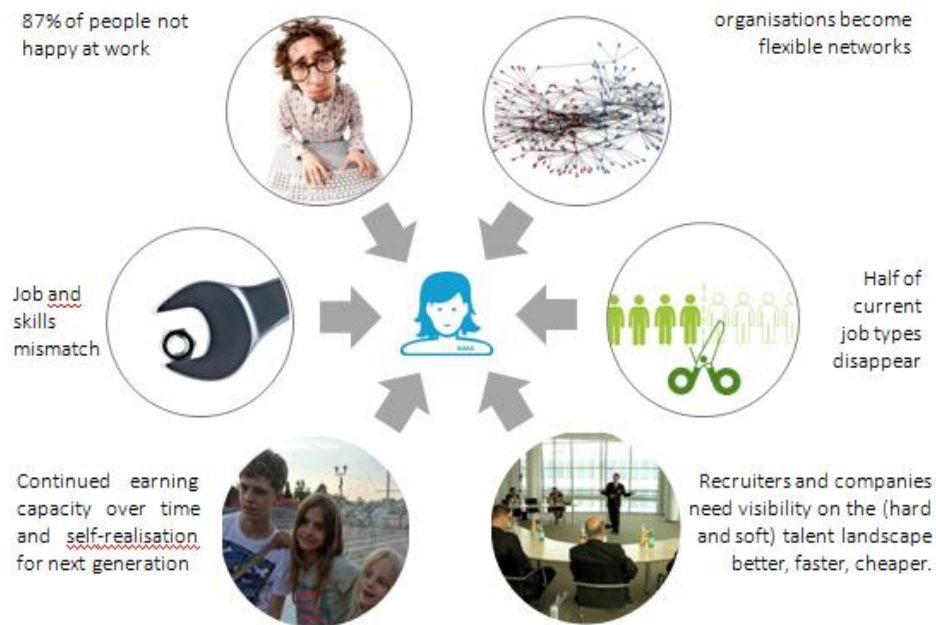 87% of people not
happy at work
organisations become
flexible networks
Job and
skills
mismatch
Half of
current
job types
disappear
Continued earning
capacity over time
and self-realisation
for next generation
Recruiters and companies
need visibility on the (hard
and soft) talent landscape
better, faster, cheaper.